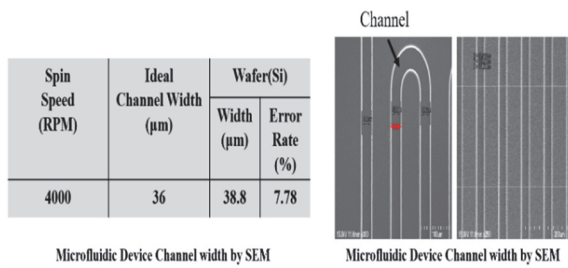 Channel
Spin Speed (RPM)
Ideal Channel Width (µm)
Wafer(Si)
Width (µm)
Error Rate (%)
4000
36
38.8
7.78
Microfluidic Device Channel width by SEM
Microfluidic Device Channel width by SEM